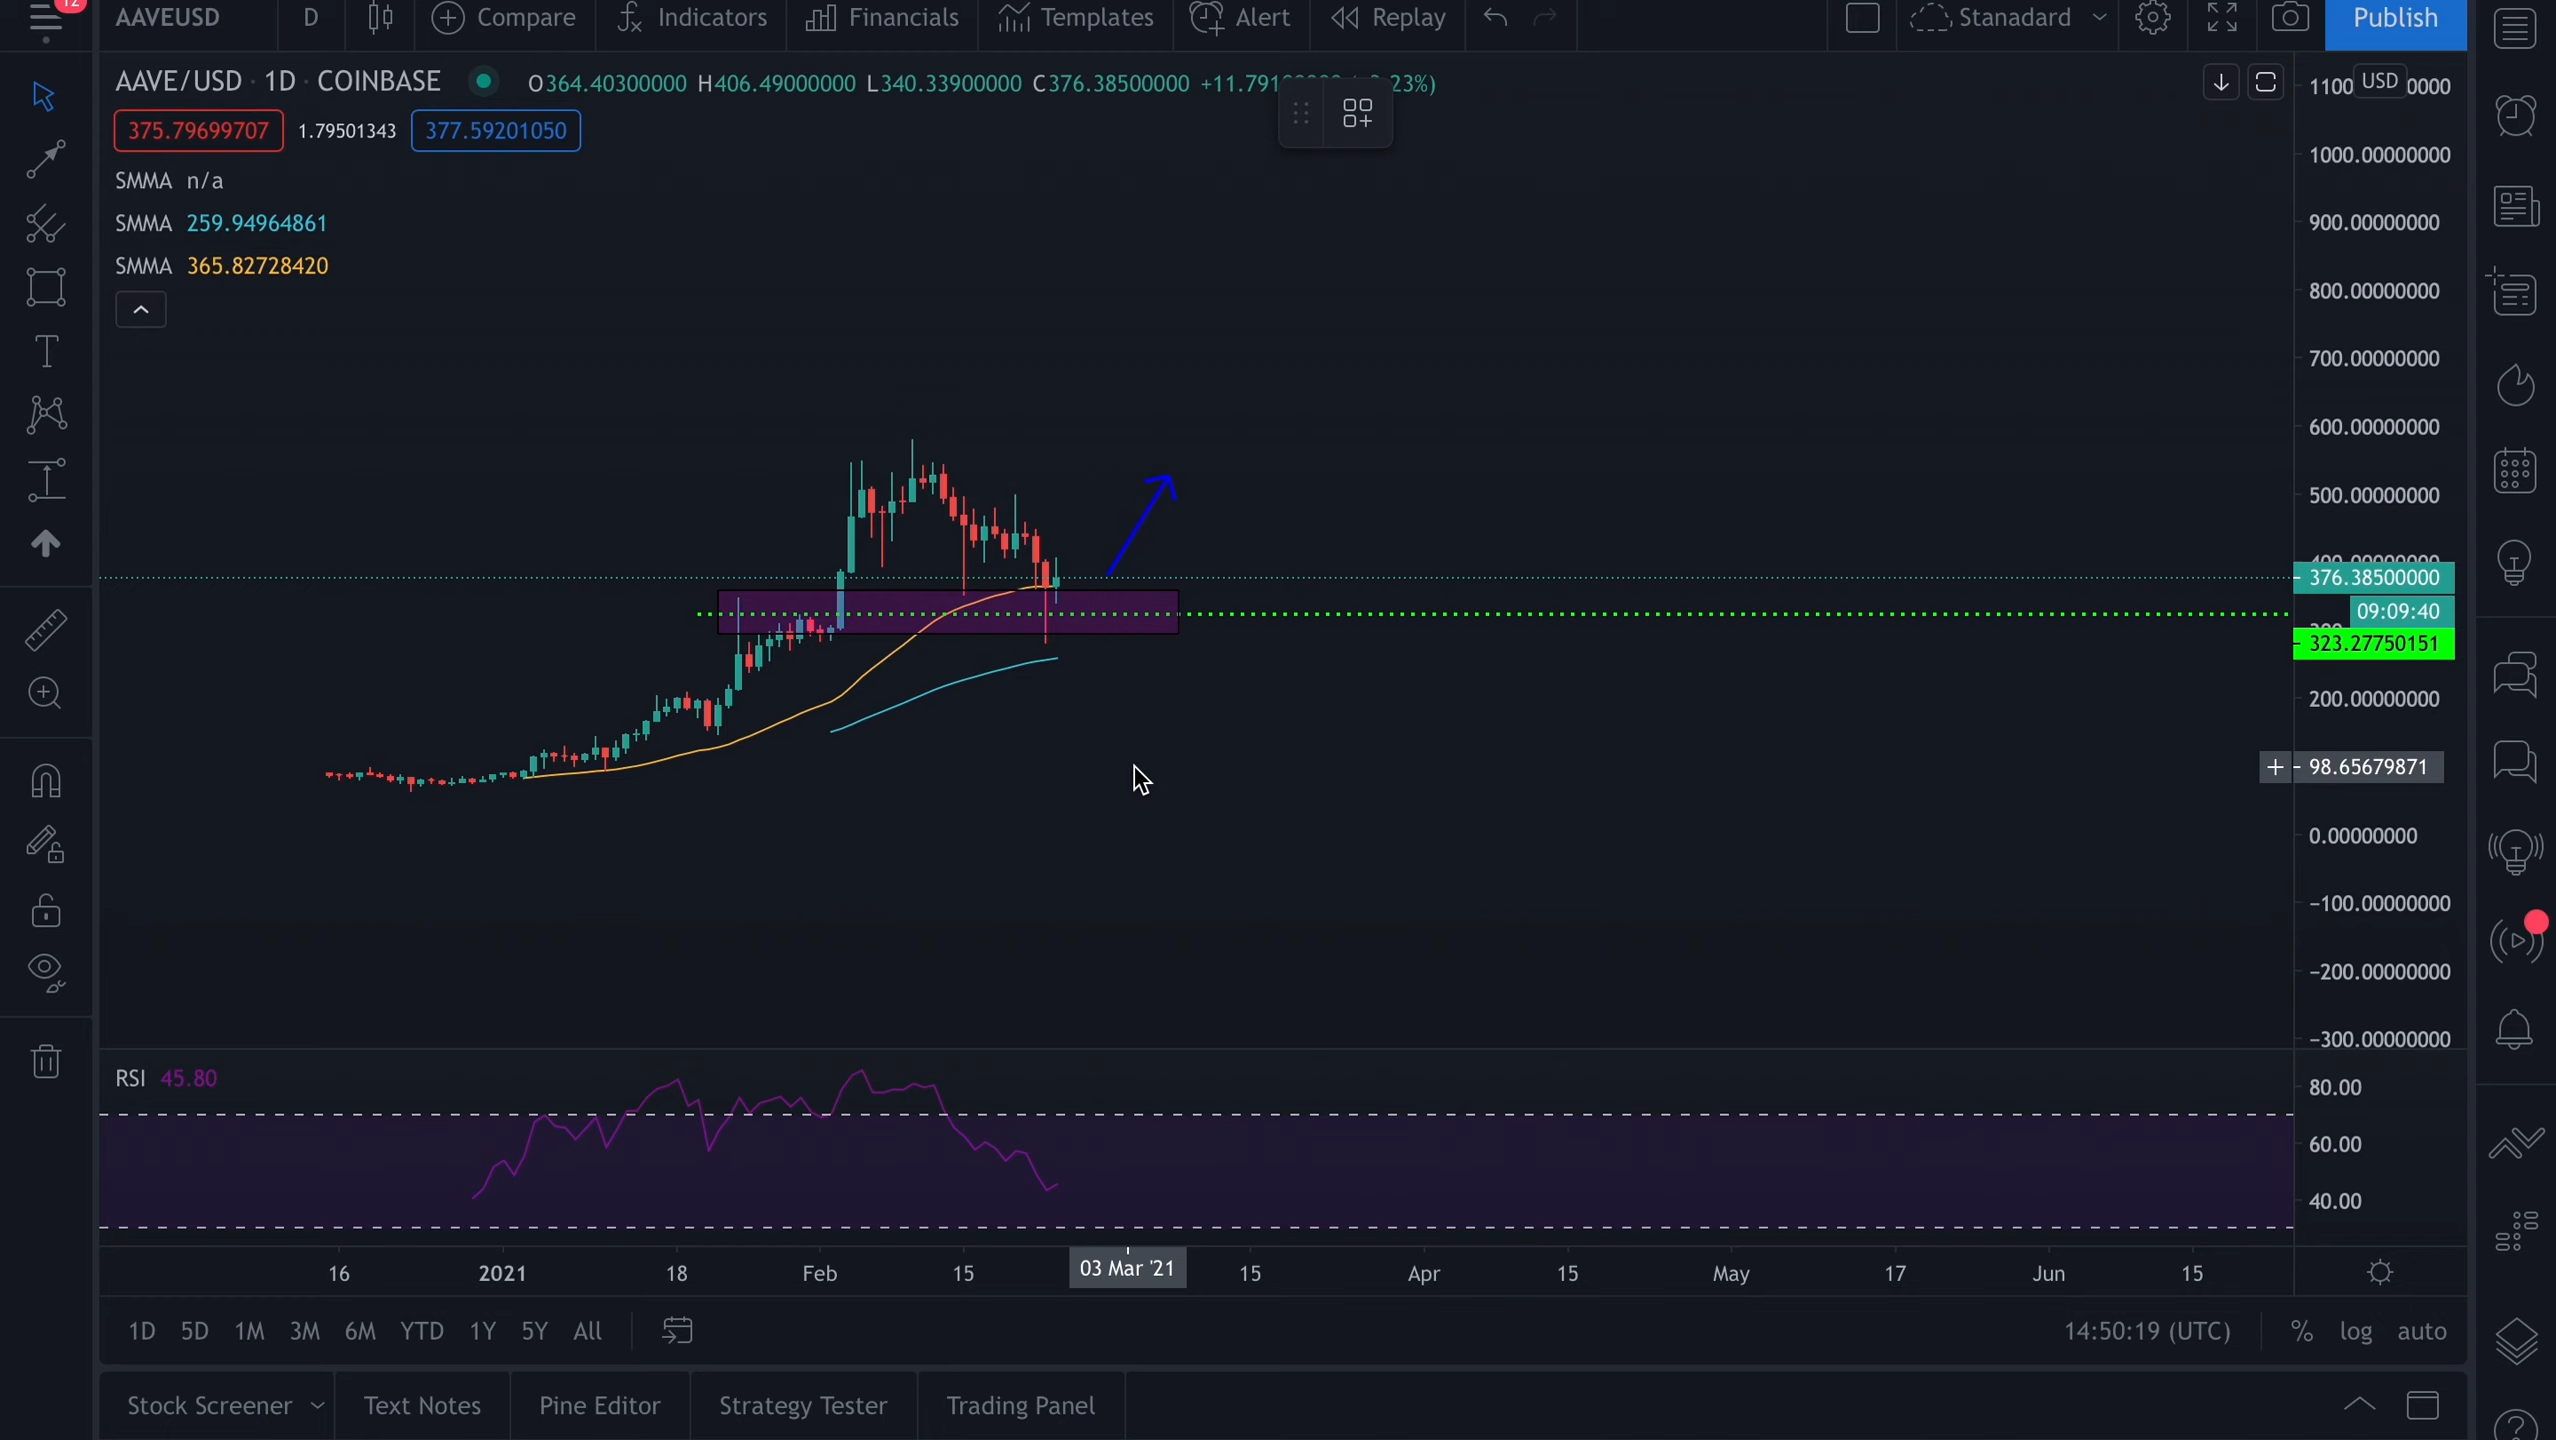 12
AAVEUSD D Compare Indicators Financials Templates Alert Replay Stanadard Publish
AAVE/USD · 1D · COINBASE O364.40300000 H406.49000000 L340.33900000 C376.38500000 23%)
375.79699707 1.79501343 377.59201050
SMMA n/a
SMMA 259.94964861
SMMA 365.82728420
USD
1000.00000000
900.00000000
800.00000000
700.00000000
600.00000000
500.00000000
376.38500000
09:09:40
323.27750151
200.00000000
98.65679871
0.00000000
−100.00000000
−200.00000000
−300.00000000
RSI 45.80
80.00
60.00
40.00
16 2021 18 Feb 15 03 Mar '21 15 Apr 15 May 17 Jun 15
1D 5D 1M 3M 6M YTD 1Y 5Y All 14:50:19 (UTC) % log auto
Stock Screener Text Notes Pine Editor Strategy Tester Trading Panel